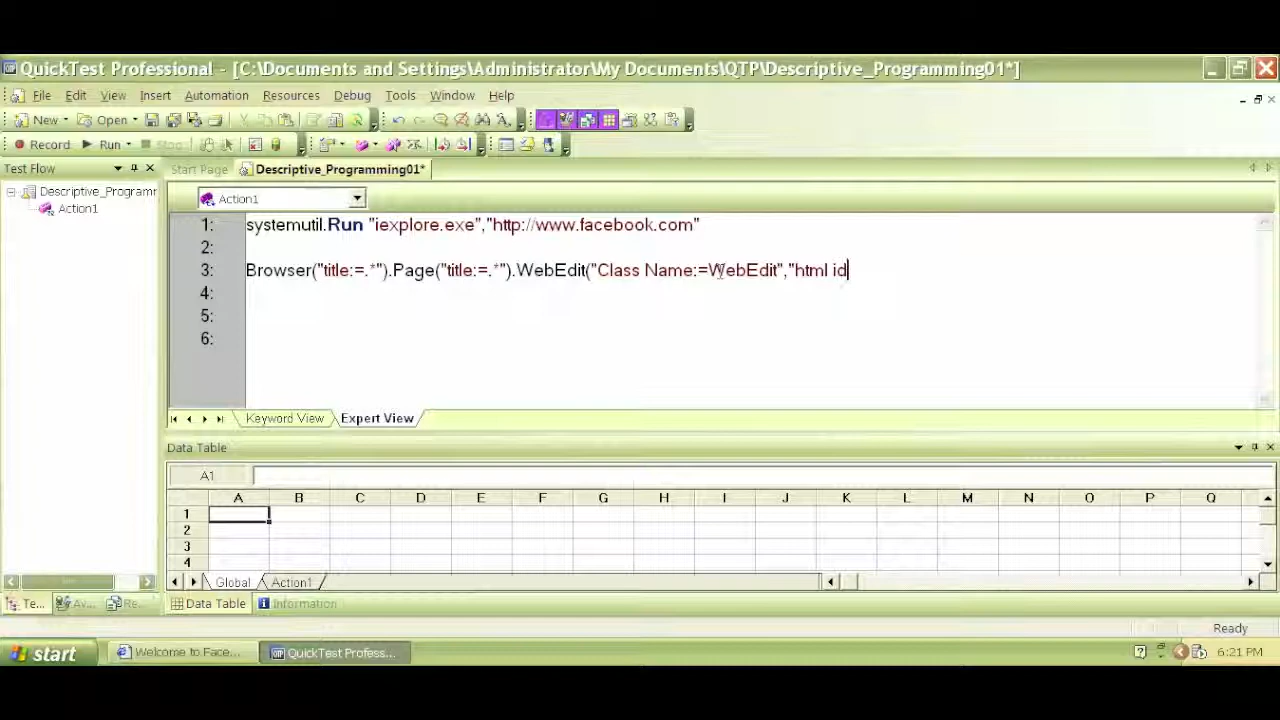 QuickTest Professional - [C:\Documents and Settings\Administrator\My Documents\QTP\Descriptive_Programming01*]
File Edit View Insert Automation Resources Debug Tools Window Help
New Open
Record Run Stop
Test Flow
Start Page Descriptive_Programming01*
Descriptive_Programm
Action1
Action1
1: systemutil.Run "iexplore.exe","http://www.facebook.com"
2:
3: Browser("title:=.*").Page("title:=.*").WebEdit("Class Name:=WebEdit","html id
4:
5:
6:
Keyword View Expert View
Data Table
A1
A B C D E F G H I J K L M N O P Q
1
2
3
4
Global Action1
Te... Av... Re... Data Table Information
Ready
start Welcome to Face... QuickTest Profess... 6:21 PM